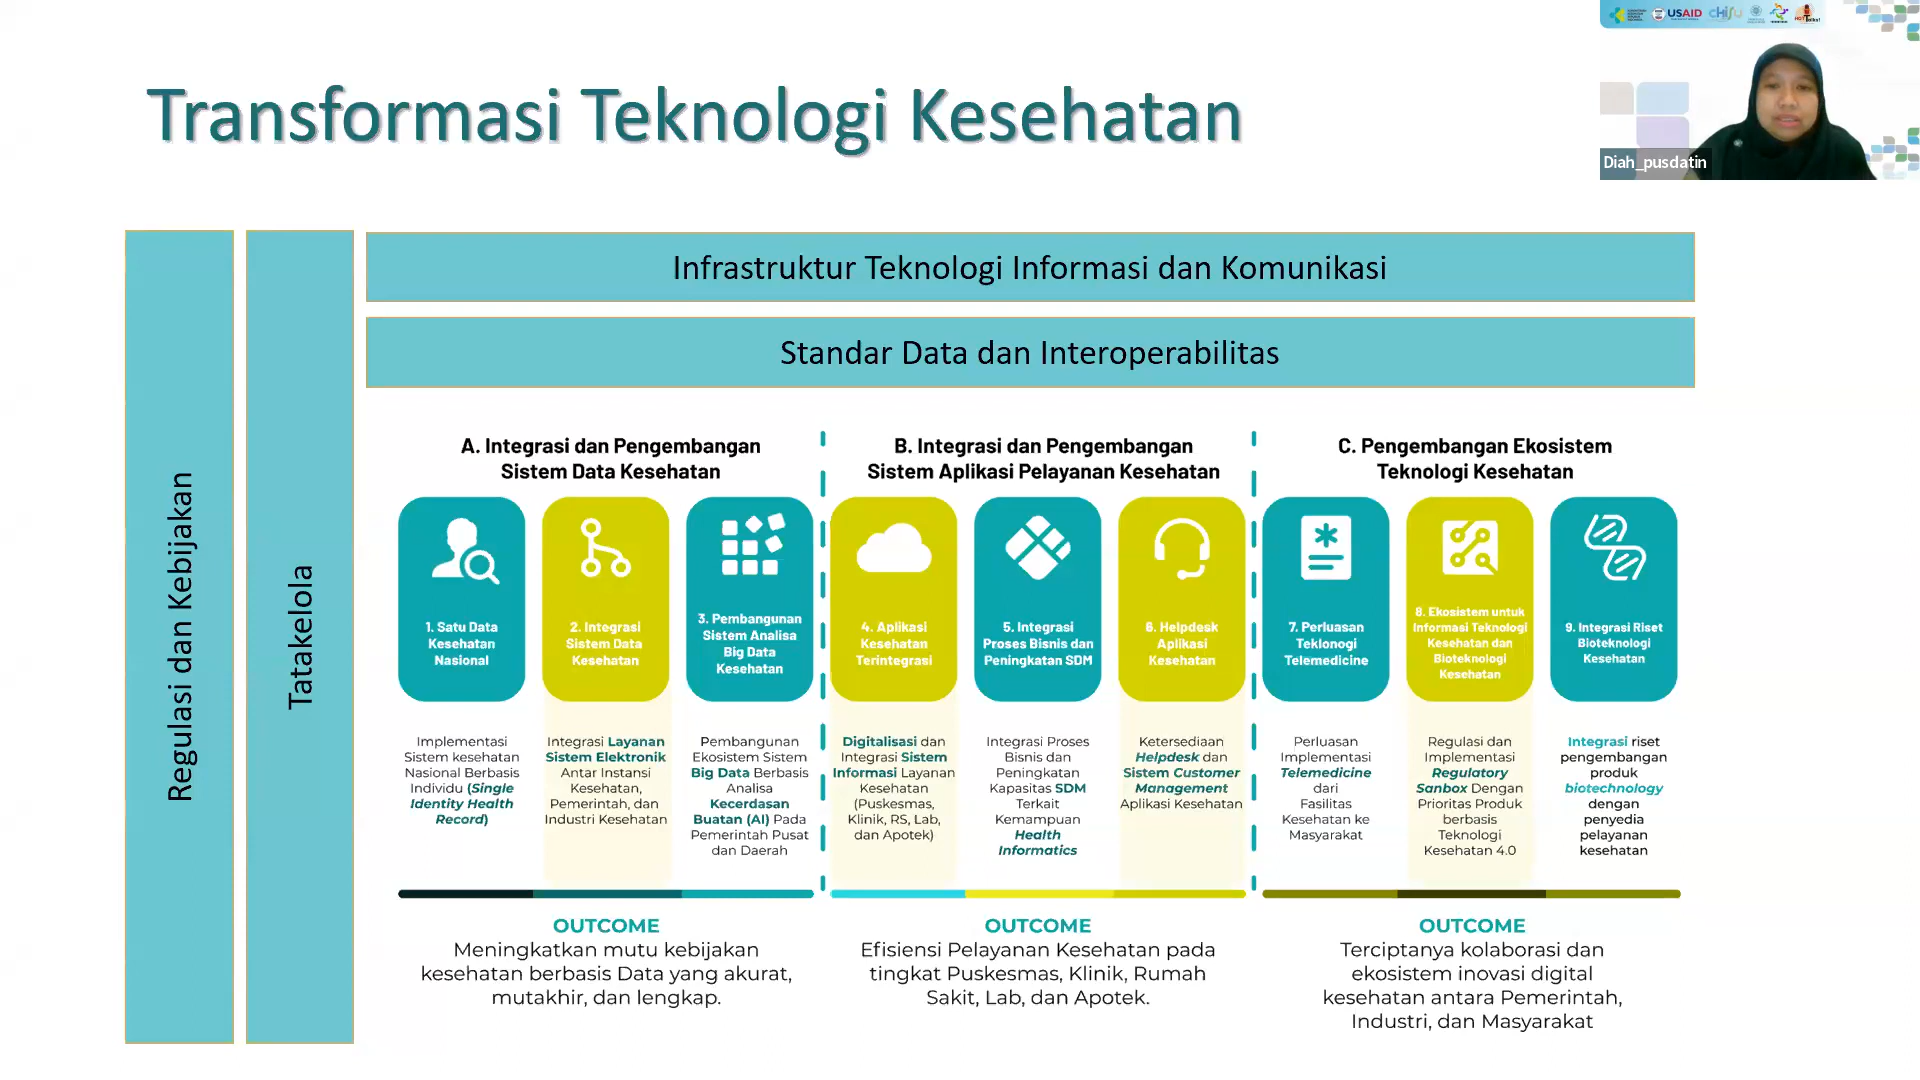 Transformasi Teknologi Kesehatan
USAID
CHISU
Diah_pusdatin
Regulasi dan Kebijakan
Tatakelola
Infrastruktur Teknologi Informasi dan Komunikasi
Standar Data dan Interoperabilitas
A. Integrasi dan Pengembangan
Sistem Data Kesehatan
1. Satu Data
Kesehatan
Nasional
2. Integrasi
Sistem Data
Kesehatan
3. Pembangunan
Sistem Analisa
Big Data
Kesehatan
Implementasi
Sistem kesehatan
Nasional Berbasis
Individu (Single
Identity Health
Record)
Integrasi Layanan
Sistem Elektronik
Antar Instansi
Kesehatan,
Pemerintah, dan
Industri Kesehatan
Pembangunan
Ekosistem Sistem
Big Data Berbasis
Analisa
Kecerdasan
Buatan (AI) Pada
Pemerintah Pusat
dan Daerah
OUTCOME
Meningkatkan mutu kebijakan
kesehatan berbasis Data yang akurat,
mutakhir, dan lengkap.
B. Integrasi dan Pengembangan
Sistem Aplikasi Pelayanan Kesehatan
4. Aplikasi
Kesehatan
Terintegrasi
5. Integrasi
Proses Bisnis dan
Peningkatan SDM
6. Helpdesk
Aplikasi
Kesehatan
Digitalisasi dan
Integrasi Sistem
Informasi Layanan
Kesehatan
(Puskesmas,
Klinik, RS, Lab,
dan Apotek)
Integrasi Proses
Bisnis dan
Peningkatan
Kapasitas SDM
Terkait
Kemampuan
Health
Informatics
Ketersediaan
Helpdesk dan
Sistem Customer
Management
Aplikasi Kesehatan
OUTCOME
Efisiensi Pelayanan Kesehatan pada
tingkat Puskesmas, Klinik, Rumah
Sakit, Lab, dan Apotek.
C. Pengembangan Ekosistem
Teknologi Kesehatan
7. Perluasan
Teklonogi
Telemedicine
8. Ekosistem untuk
Informasi Teknologi
Kesehatan dan
Bioteknologi
Kesehatan
9. Integrasi Riset
Bioteknologi
Kesehatan
Perluasan
Implementasi
Telemedicine
dari
Fasilitas
Kesehatan ke
Masyarakat
Regulasi dan
Implementasi
Regulatory
Sanbox Dengan
Prioritas Produk
berbasis
Teknologi
Kesehatan 4.0
Integrasi riset
pengembangan
produk
biotechnology
dengan
penyedia
pelayanan
kesehatan
OUTCOME
Terciptanya kolaborasi dan
ekosistem inovasi digital
kesehatan antara Pemerintah,
Industri, dan Masyarakat